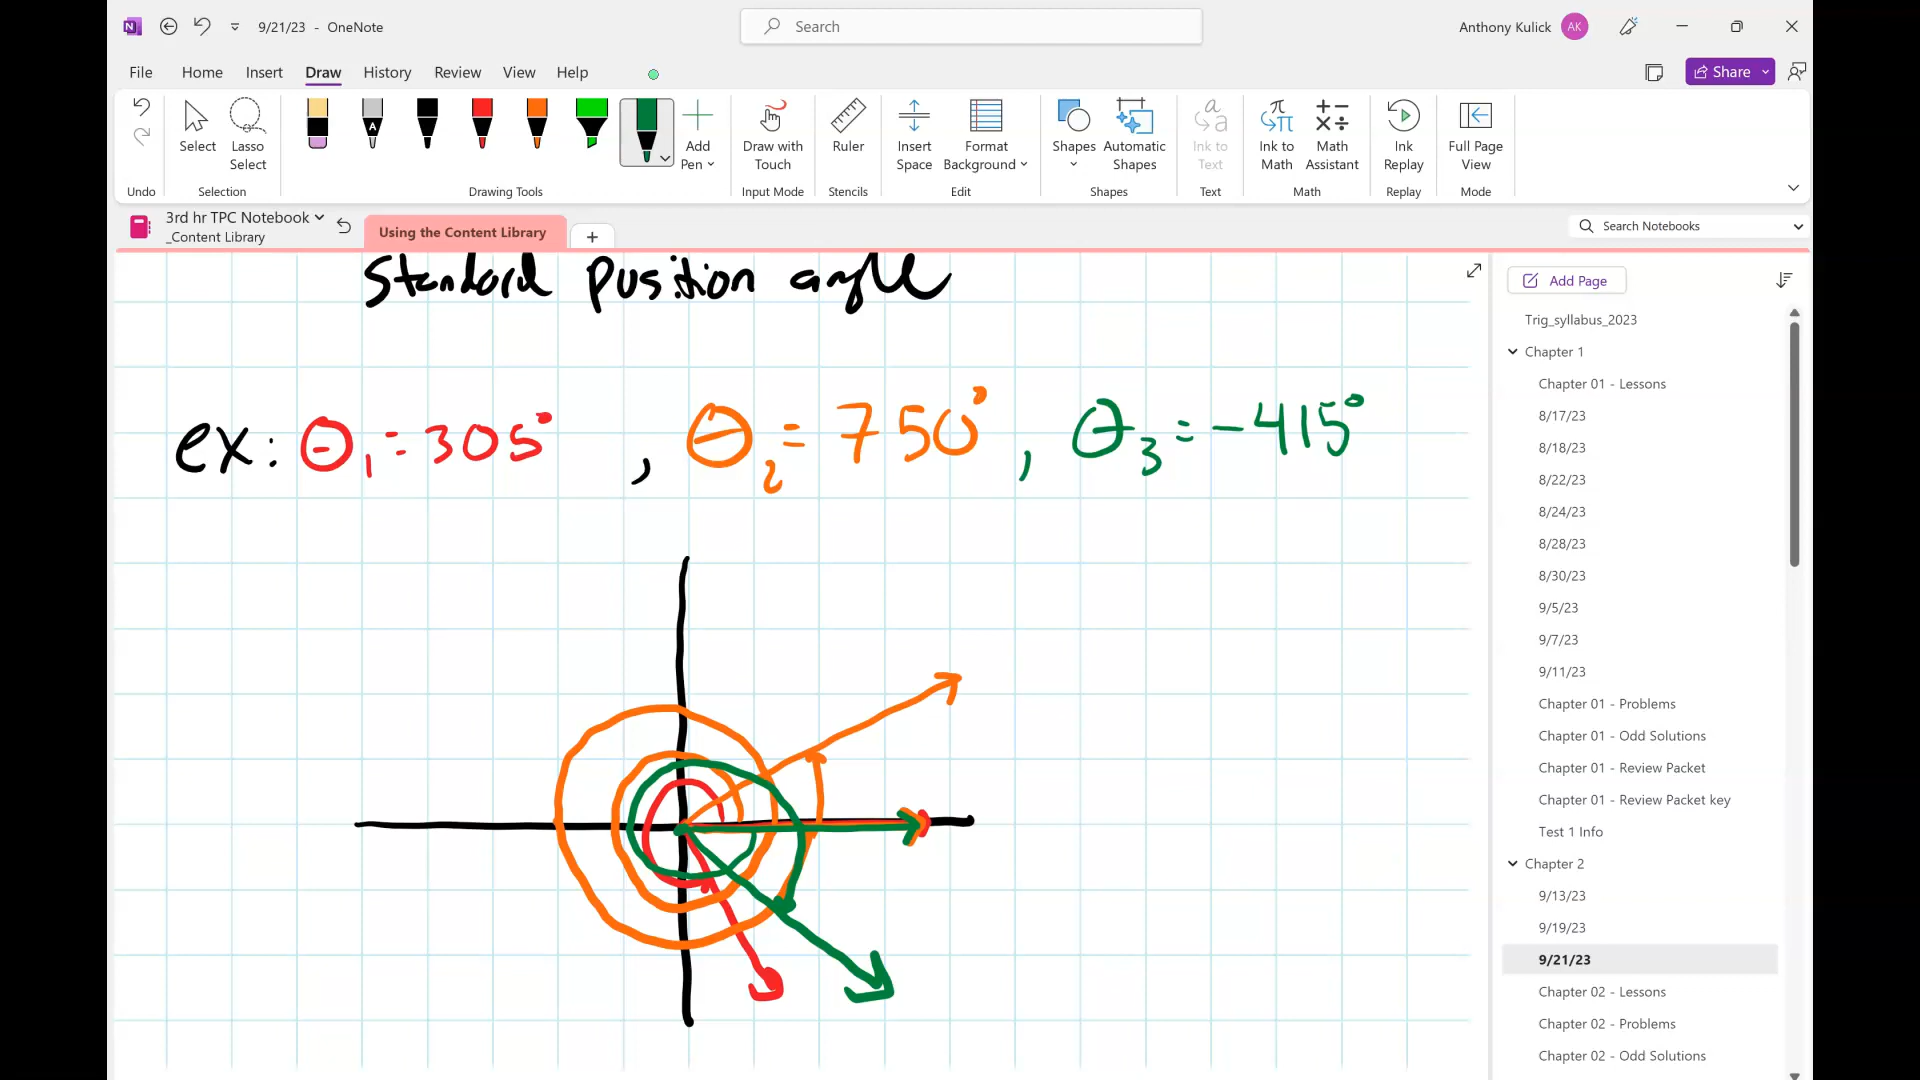 9/21/23 - OneNote
Search
Anthony Kulick AK
File Home Insert Draw History Review View Help
Share
Undo
Select
Lasso Select
Selection
A
Add Pen
Drawing Tools
Draw with Touch
Input Mode
Ruler
Stencils
Insert Space
Format Background
Edit
Shapes
Automatic Shapes
Shapes
Ink to Text
Text
Ink to Math
Math Assistant
Math
Ink Replay
Replay
Full Page View
Mode
3rd hr TPC Notebook
_Content Library
Using the Content Library
Search Notebooks
standard position angle
ex: θ₁ = 305° , θ₂ = 750° , θ₃ = -415°
Add Page
Trig_syllabus_2023
Chapter 1
Chapter 01 - Lessons
8/17/23
8/18/23
8/22/23
8/24/23
8/28/23
8/30/23
9/5/23
9/7/23
9/11/23
Chapter 01 - Problems
Chapter 01 - Odd Solutions
Chapter 01 - Review Packet
Chapter 01 - Review Packet key
Test 1 Info
Chapter 2
9/13/23
9/19/23
9/21/23
Chapter 02 - Lessons
Chapter 02 - Problems
Chapter 02 - Odd Solutions